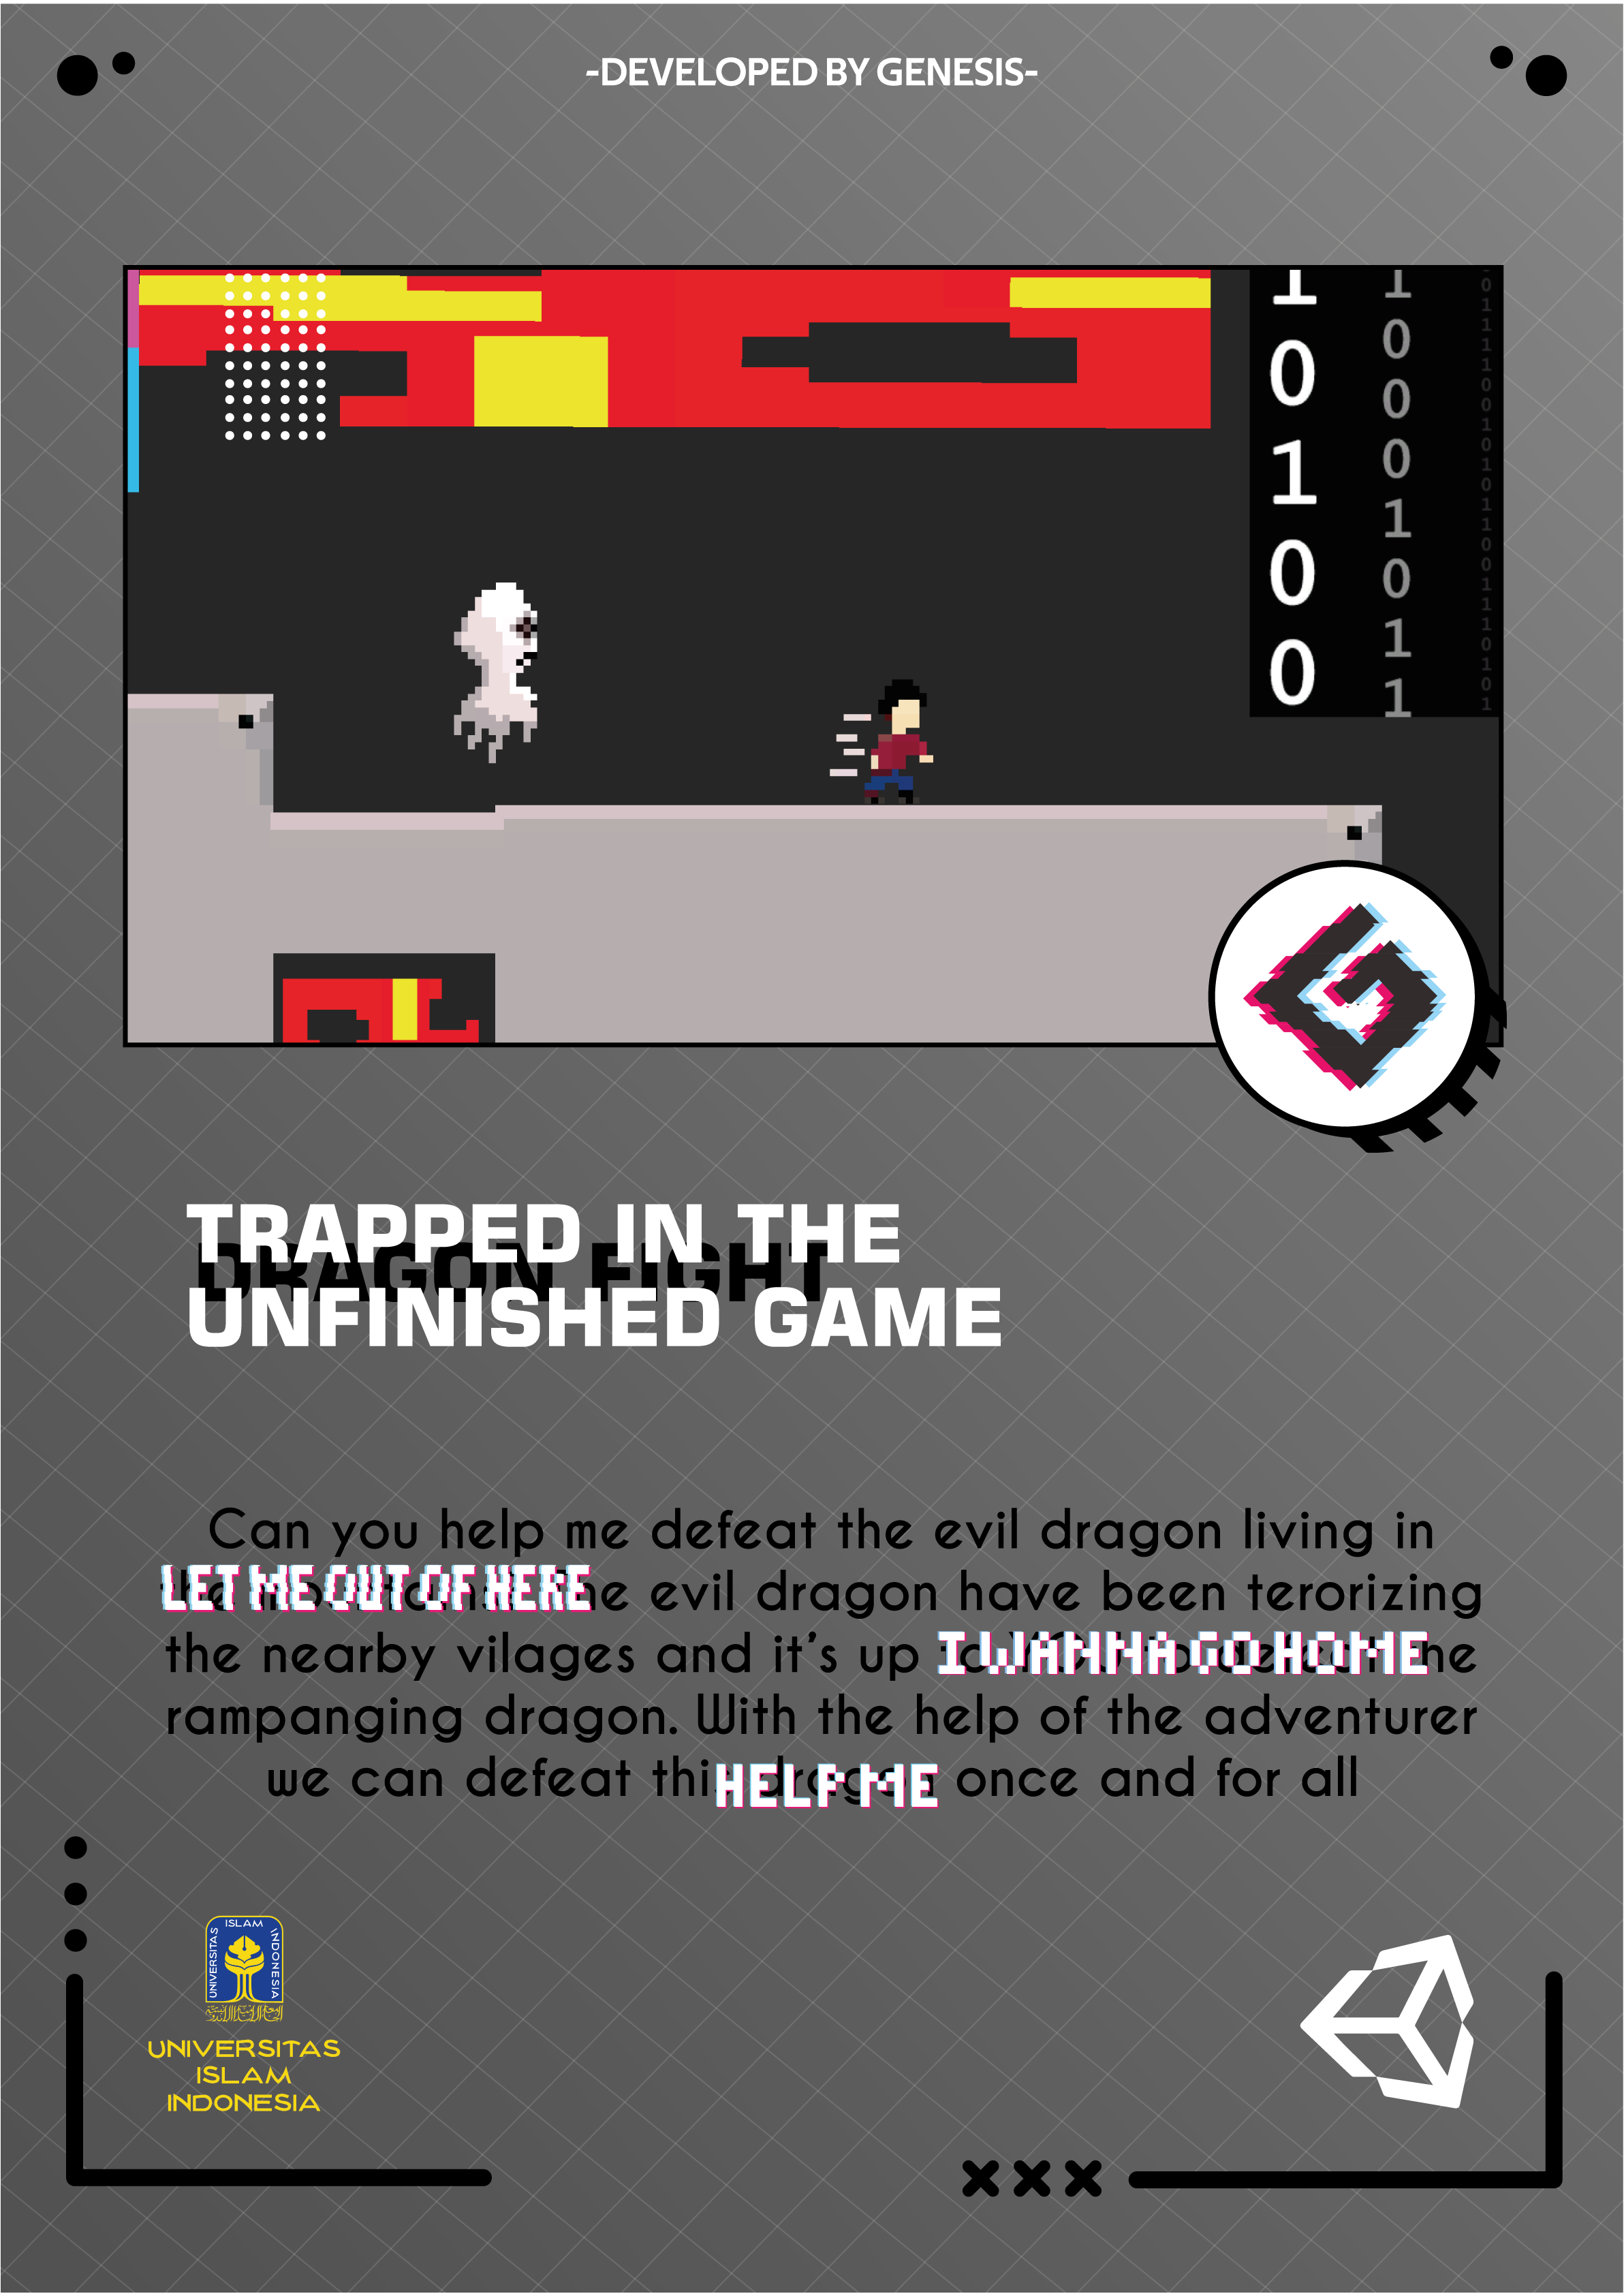 -DEVELOPED BY GENESIS-
1 0 1 0 0
1 0 0 0 1 0 1 1
TRAPPED IN THE
DRAGON FIGHT
UNFINISHED GAME
Can you help me defeat the evil dragon living in
LET ME OUT OF HERE
evil dragon have been terorizing
the nearby vilages and it's up
I WANNA GO HOME
rampanging dragon. With the help of the adventurer
we can defeat this dragon once and for all
HELP ME
UNIVERSITAS ISLAM INDONESIA
UNIVERSITAS
ISLAM
INDONESIA